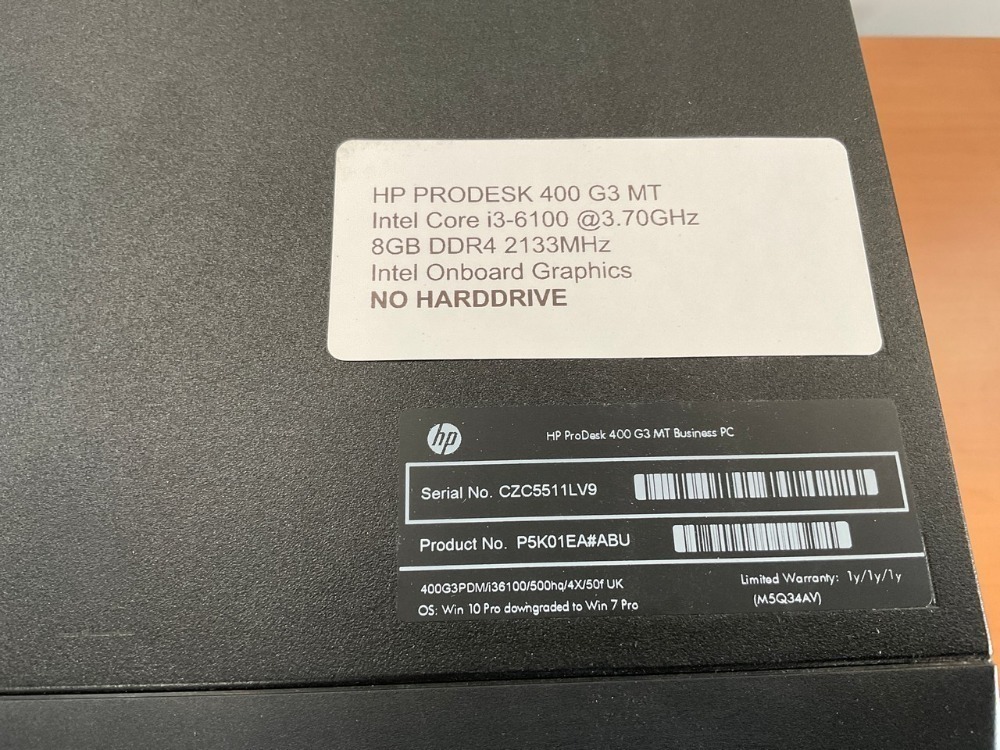 HP PRODESK 400 G3 MT
Intel Core i3-6100 @3.70GHz
8GB DDR4 2133MHz
Intel Onboard Graphics
NO HARDDRIVE
hp HP ProDesk 400 G3 MT Business PC
Serial No. CZC5511LV9
Product No. P5K01EA#ABU
400G3PDM/i36100/500hq/4X/50f UK Limited Warranty: 1y/1y/1y
OS: Win 10 Pro downgraded to Win 7 Pro (M5Q34AV)